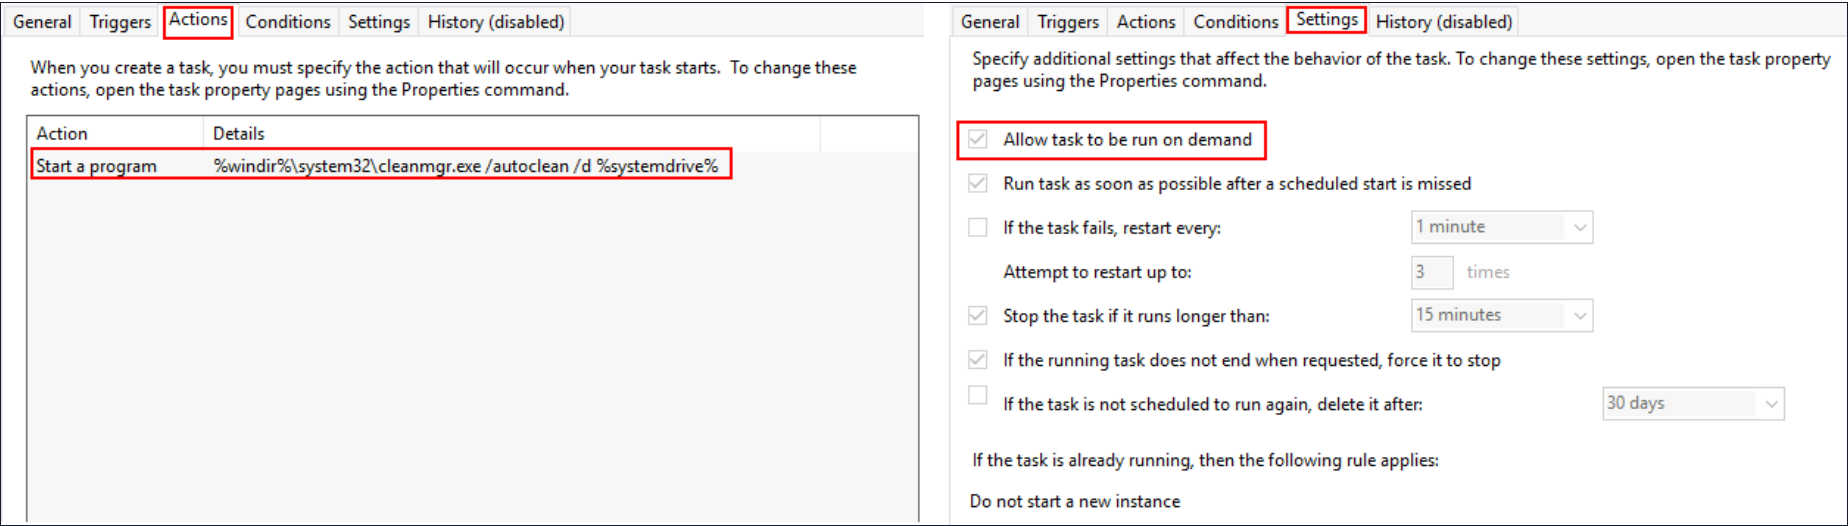 General Triggers Actions Conditions Settings History (disabled)
When you create a task, you must specify the action that will occur when your task starts. To change these
actions, open the task property pages using the Properties command.
Action Details
Start a program %windir%\system32\cleanmgr.exe /autoclean /d %systemdrive%
General Triggers Actions Conditions Settings History (disabled)
Specify additional settings that affect the behavior of the task. To change these settings, open the task property
pages using the Properties command.
Allow task to be run on demand
Run task as soon as possible after a scheduled start is missed
If the task fails, restart every: 1 minute
Attempt to restart up to: 3 times
Stop the task if it runs longer than: 15 minutes
If the running task does not end when requested, force it to stop
If the task is not scheduled to run again, delete it after: 30 days
If the task is already running, then the following rule applies:
Do not start a new instance